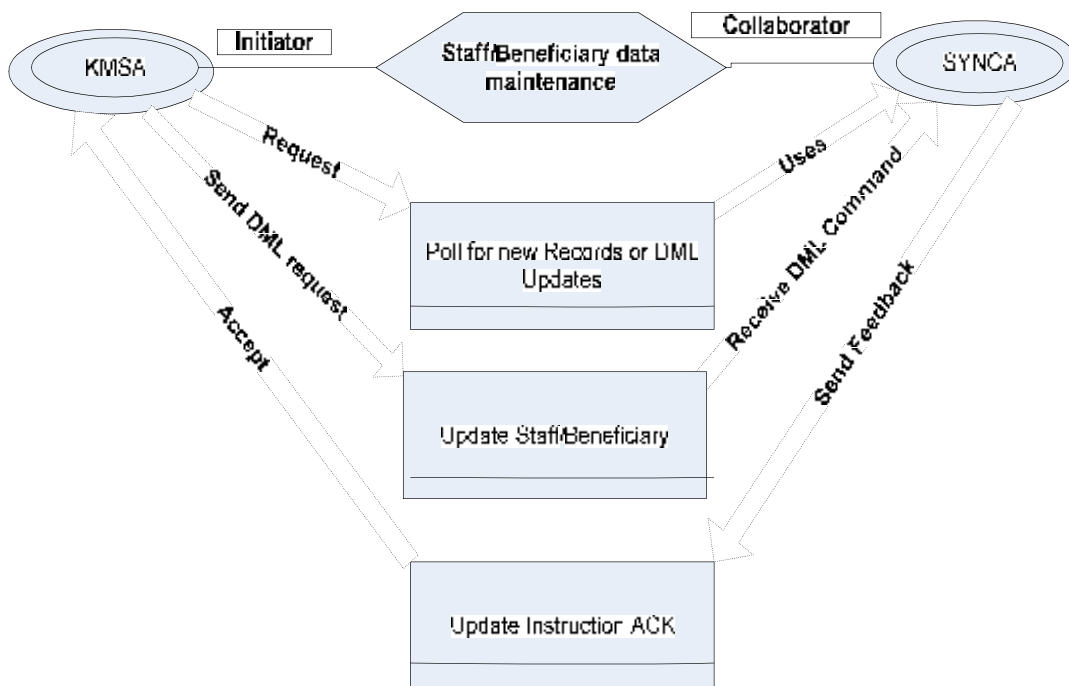 Initiator
Collaborator
KMSA
Staff/Beneficiary data
maintenance
SYNCA
Request
Uses
Send DML request
Poll for new Records or DML
Updates
Receive DML Command
Accept
Send Feedback
Update Staff/Beneficiary
Update Instruction ACK